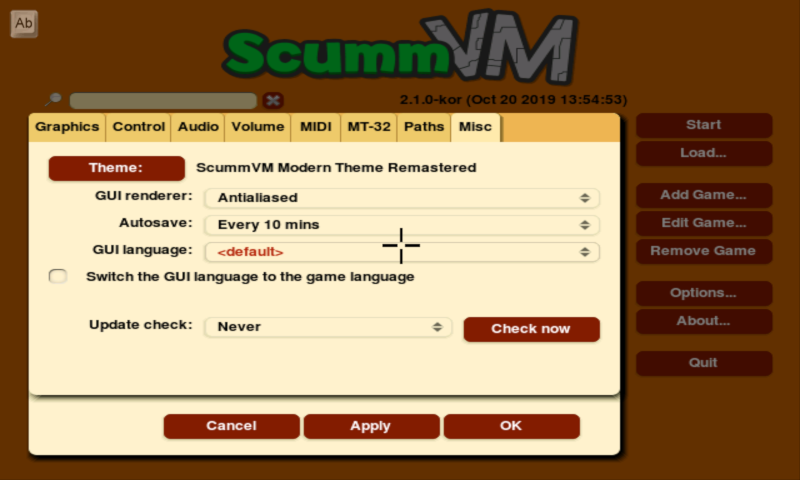 Ab
ScummVM
2.1.0-kor (Oct 20 2019 13:54:53)
Graphics Control Audio Volume MIDI MT-32 Paths Misc
Theme: ScummVM Modern Theme Remastered
GUI renderer: Antialiased
Autosave: Every 10 mins
GUI language: <default>
Switch the GUI language to the game language
Update check: Never Check now
Cancel Apply OK
Start
Load...
Add Game...
Edit Game...
Remove Game
Options...
About...
Quit